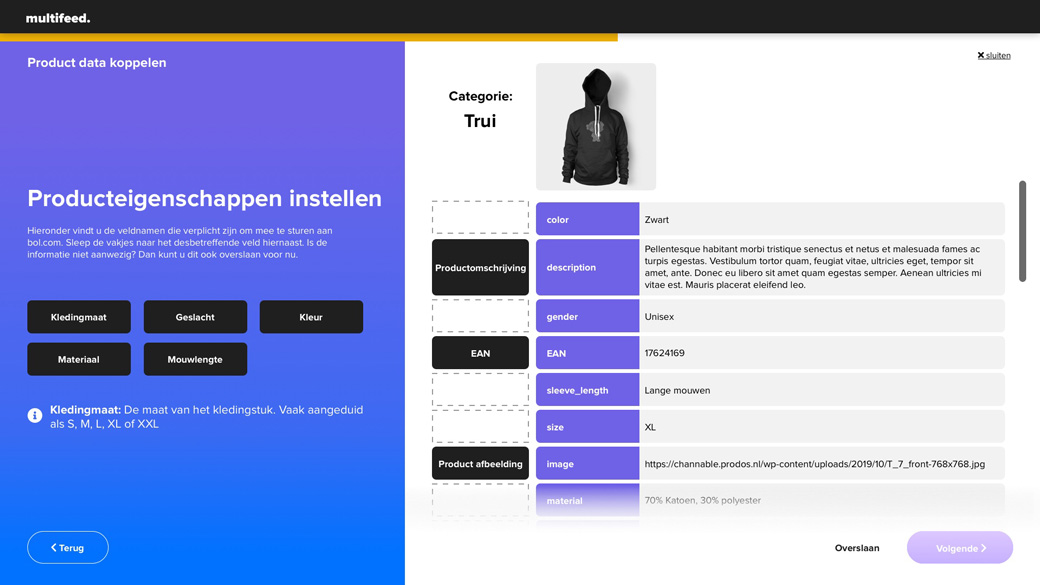 multifeed.
Product data koppelen
sluiten
Producteigenschappen instellen
Hieronder vindt u de veldnamen die verplicht zijn om mee te sturen aan
bol.com. Sleep de vakjes naar het desbetreffende veld hiernaast. Is de
informatie niet aanwezig? Dan kunt u dit ook overslaan voor nu.
Kledingmaat
Geslacht
Kleur
Materiaal
Mouwlengte
Kledingmaat: De maat van het kledingstuk. Vaak aangeduid
als S, M, L, XL of XXL
Terug
Categorie:
Trui
color
Zwart
Productomschrijving
description
Pellentesque habitant morbi tristique senectus et netus et malesuada fames ac
turpis egestas. Vestibulum tortor quam, feugiat vitae, ultricies eget, tempor sit
amet, ante. Donec eu libero sit amet quam egestas semper. Aenean ultricies mi
vitae est. Mauris placerat eleifend leo.
gender
Unisex
EAN
EAN
17624169
sleeve_length
Lange mouwen
size
XL
Product afbeelding
image
https://channable.prodos.nl/wp-content/uploads/2019/10/T_7_front-768x768.jpg
material
70% Katoen, 30% polyester
Overslaan
Volgende